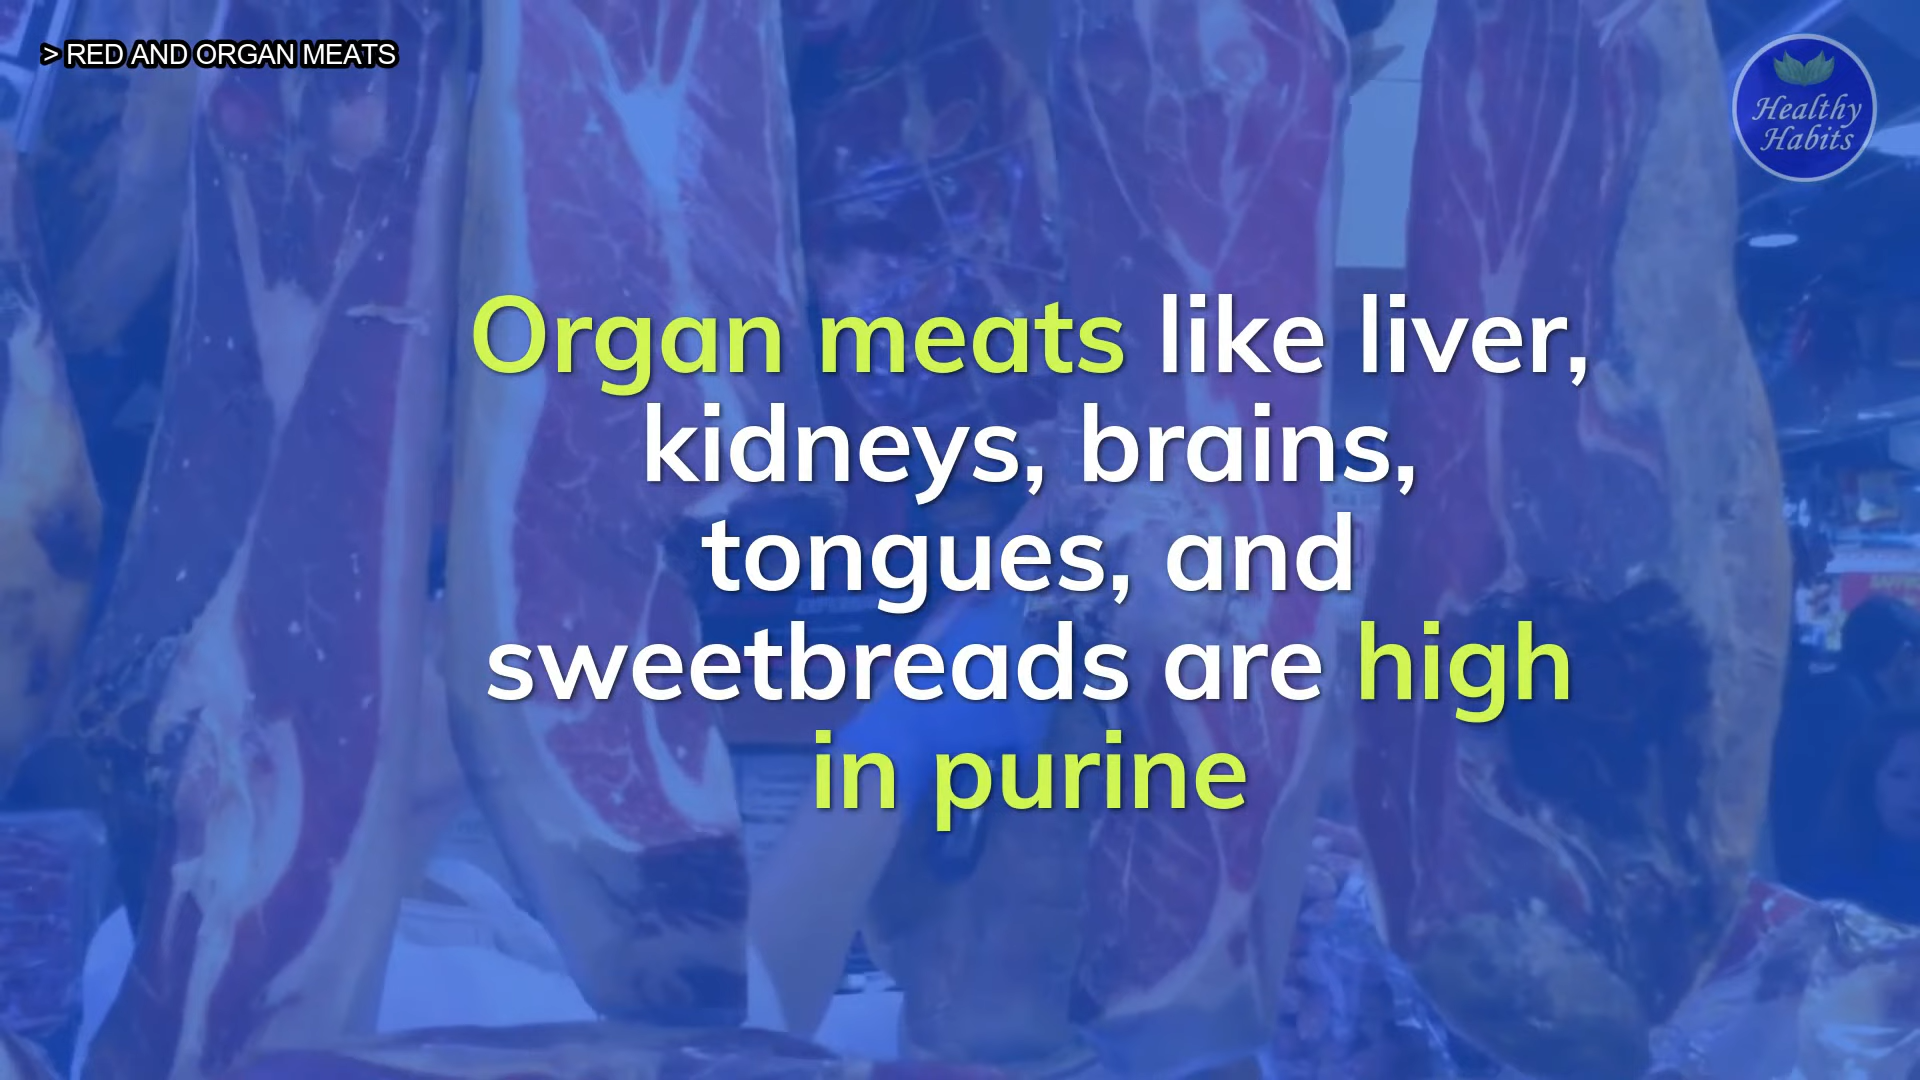 > RED AND ORGAN MEATS
Healthy
Habits
Organ meats like liver,
kidneys, brains,
tongues, and
sweetbreads are high
in purine